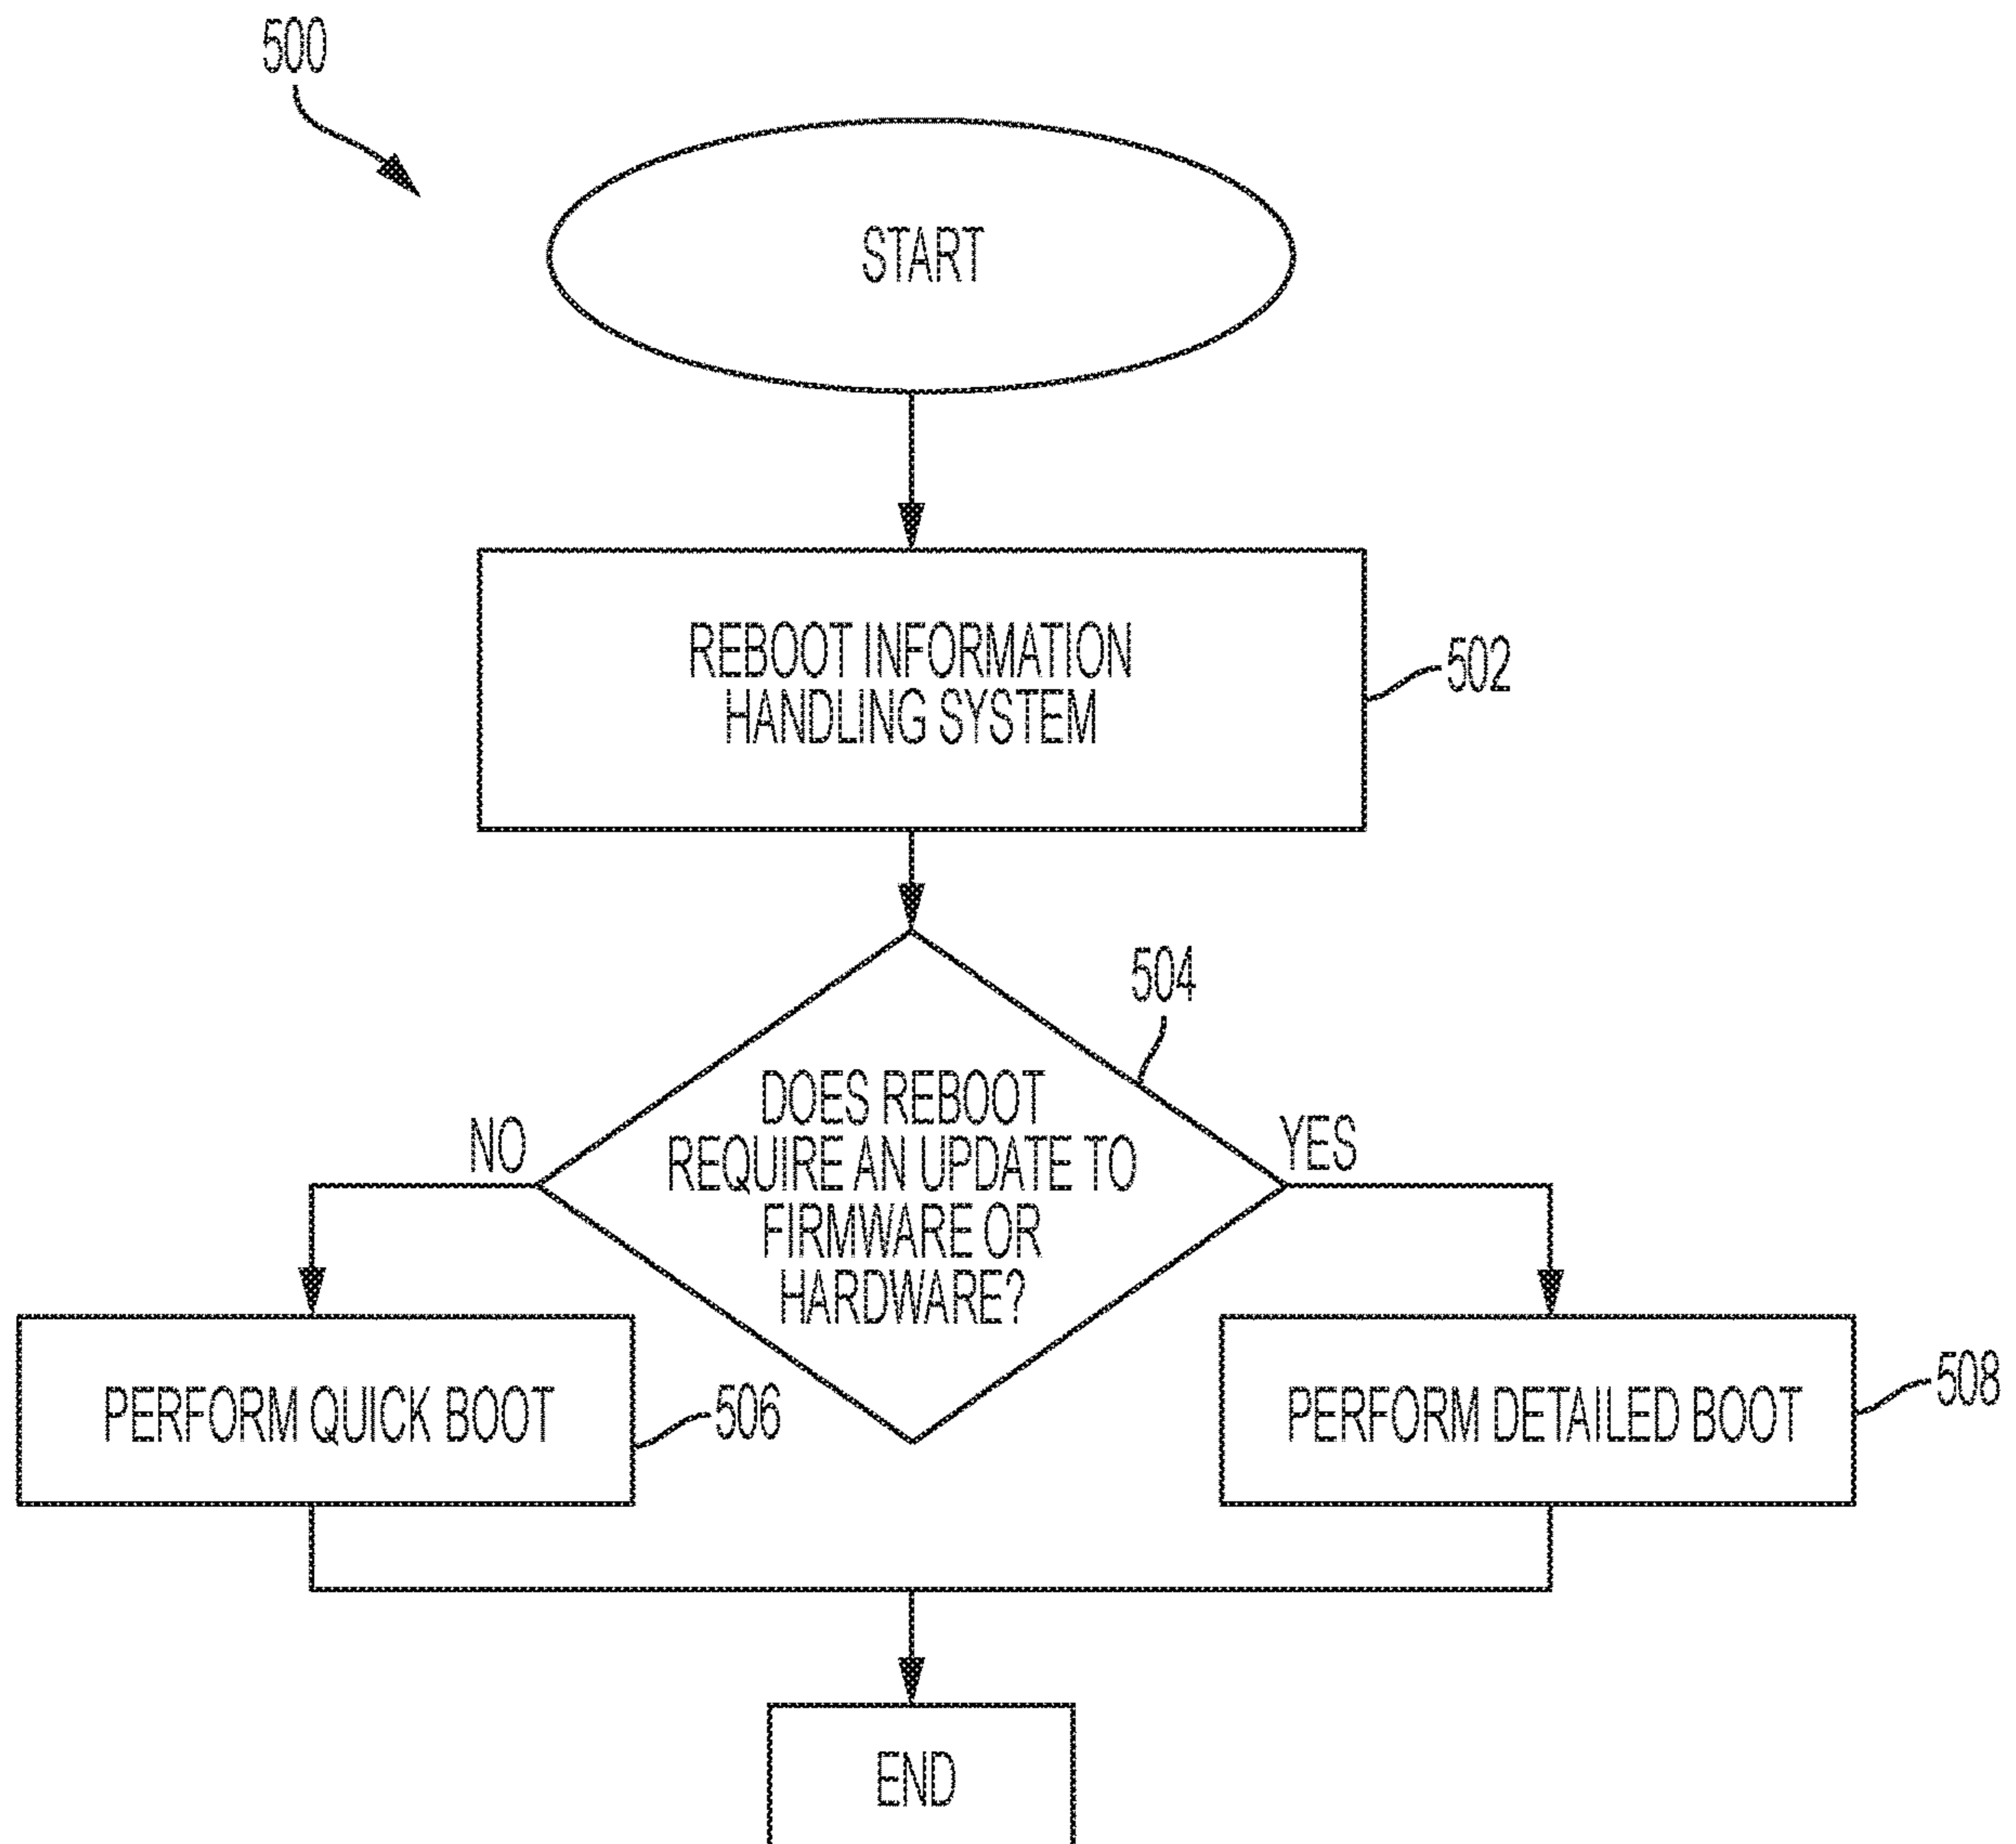 500
START
REBOOT INFORMATION
HANDLING SYSTEM
502
504
DOES REBOOT
REQUIRE AN UPDATE TO
FIRMWARE OR
HARDWARE?
NO
YES
PERFORM QUICK BOOT
506
PERFORM DETAILED BOOT
508
END